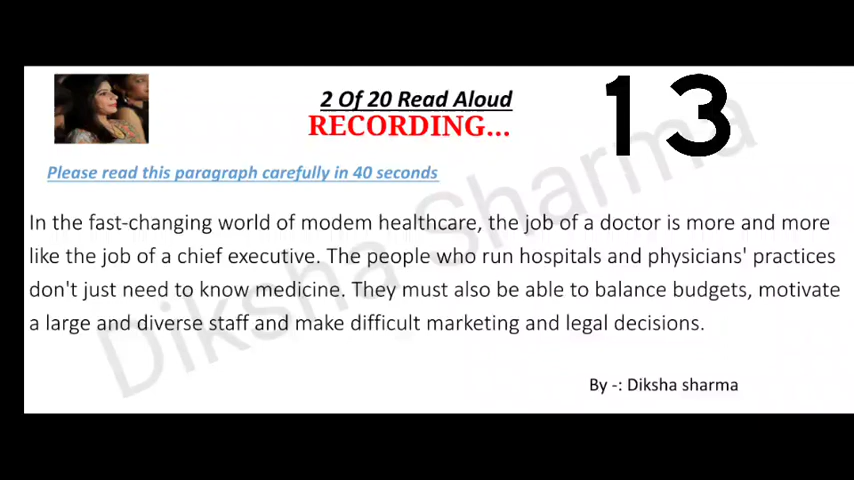 2 Of 20 Read Aloud
RECORDING...
13
Please read this paragraph carefully in 40 seconds
In the fast-changing world of modem healthcare, the job of a doctor is more and more
like the job of a chief executive. The people who run hospitals and physicians' practices
don't just need to know medicine. They must also be able to balance budgets, motivate
a large and diverse staff and make difficult marketing and legal decisions.
By -: Diksha sharma
Diksha Sharma